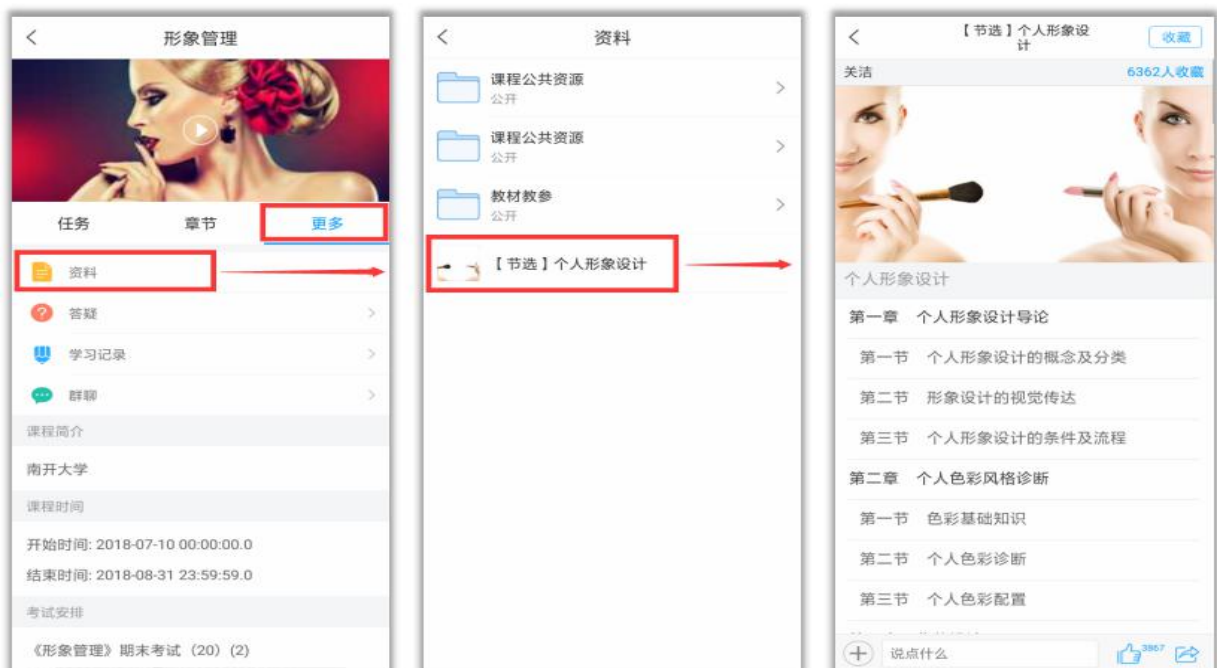 形象管理
任务
章节
更多
资料
答疑
学习记录
群聊
课程简介
南开大学
课程时间
开始时间: 2018-07-10 00:00:00.0
结束时间: 2018-08-31 23:59:59.0
考试安排
《形象管理》期末考试（20）(2)
资料
课程公共资源
公开
课程公共资源
公开
教材教参
公开
【节选】个人形象设计
【节选】个人形象设
计
收藏
关洁
6362人收藏
个人形象设计
第一章 个人形象设计导论
第一节 个人形象设计的概念及分类
第二节 形象设计的视觉传达
第三节 个人形象设计的条件及流程
第二章 个人色彩风格诊断
第一节 色彩基础知识
第二节 个人色彩诊断
第三节 个人色彩配置
说点什么
3967